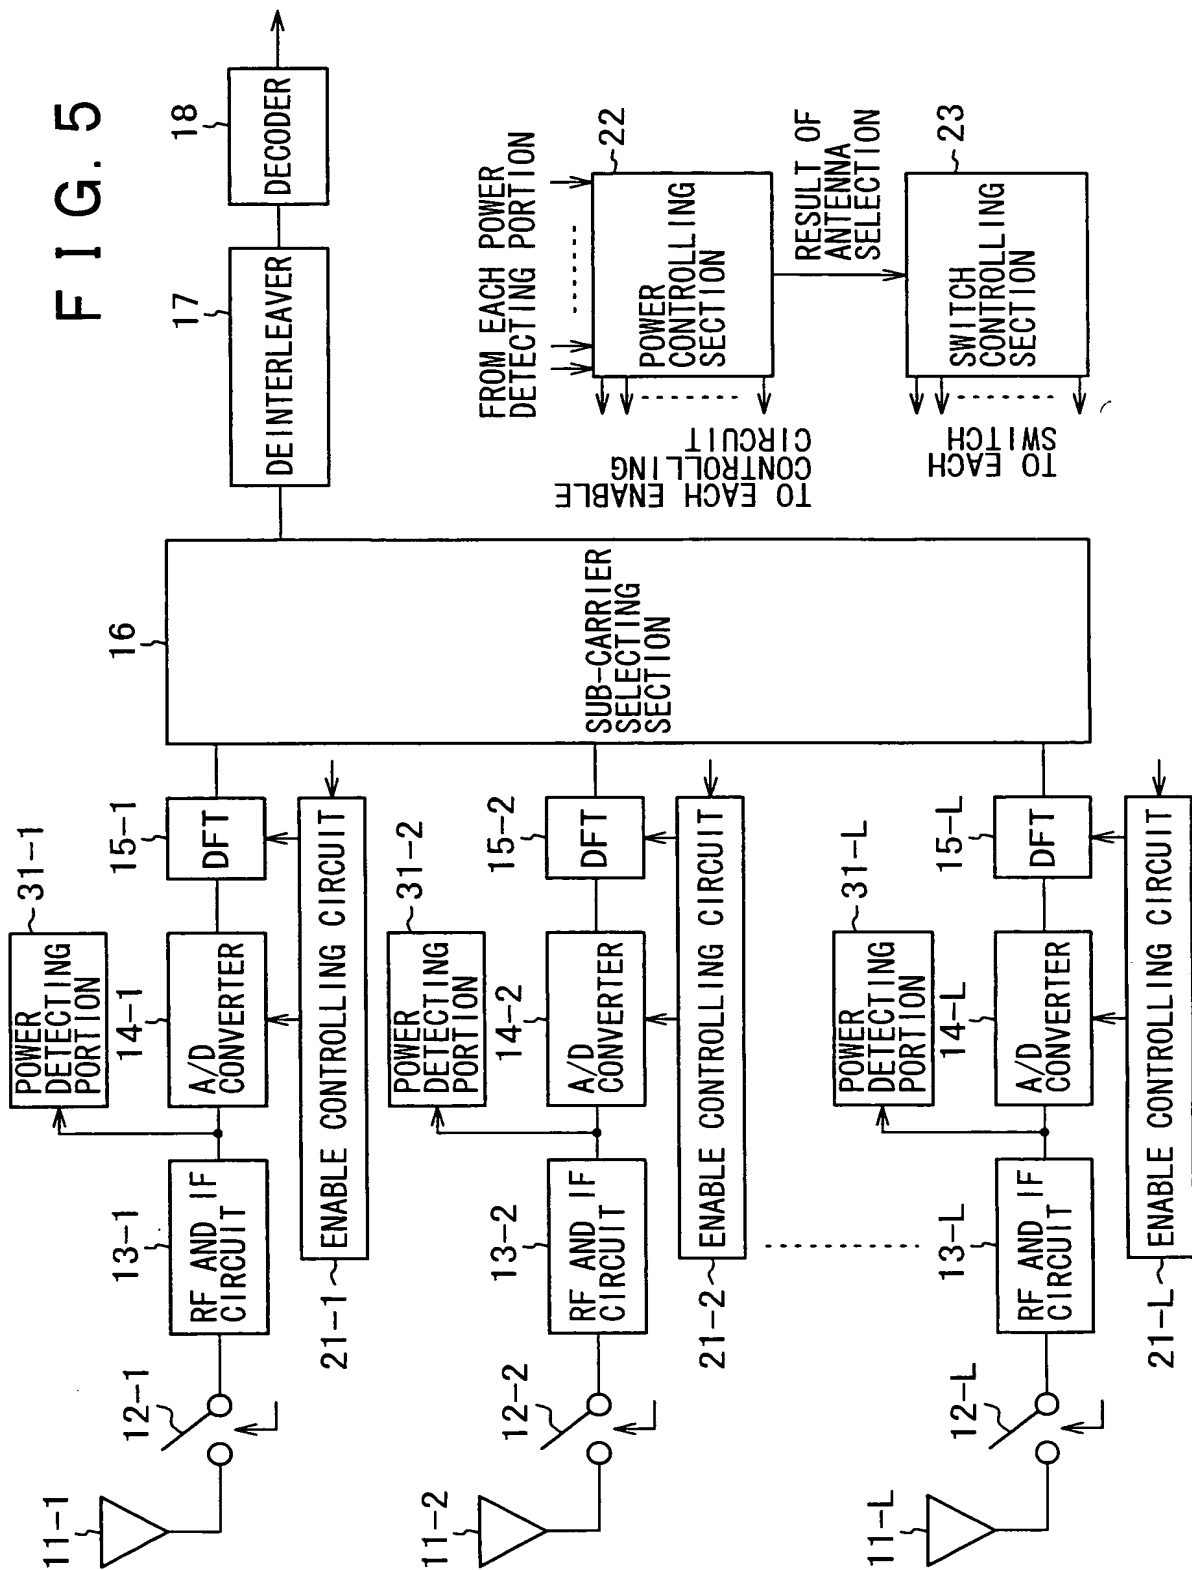 FIG. 5
11-1
12-1
13-1
RF AND IF
CIRCUIT
31-1
POWER
DETECTING
PORTION
14-1
A/D
CONVERTER
15-1
DFT
21-1
ENABLE CONTROLLING CIRCUIT
11-2
12-2
13-2
RF AND IF
CIRCUIT
31-2
POWER
DETECTING
PORTION
14-2
A/D
CONVERTER
15-2
DFT
21-2
ENABLE CONTROLLING CIRCUIT
11-L
12-L
13-L
RF AND IF
CIRCUIT
31-L
POWER
DETECTING
PORTION
14-L
A/D
CONVERTER
15-L
DFT
21-L
ENABLE CONTROLLING CIRCUIT
16
SUB-CARRIER
SELECTING
SECTION
17
DEINTERLEAVER
18
DECODER
FROM EACH POWER
DETECTING PORTION
22
POWER
CONTROLLING
SECTION
TO EACH ENABLE
CONTROLLING
CIRCUIT
RESULT OF
ANTENNA
SELECTION
23
SWITCH
CONTROLLING
SECTION
TO EACH
SWITCH